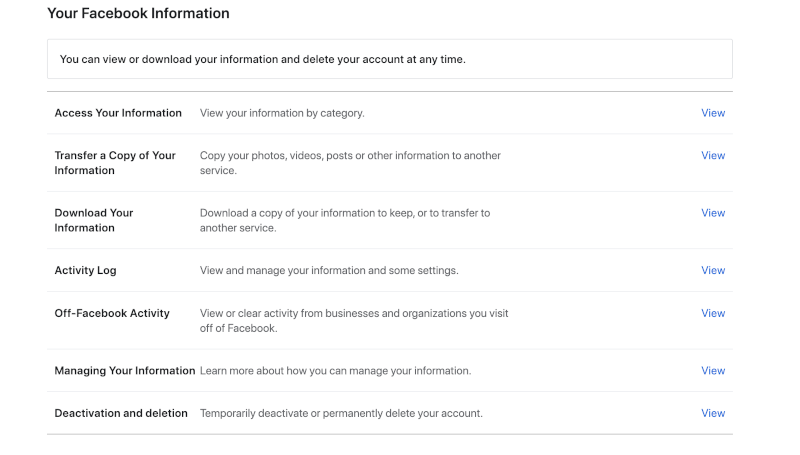 Your Facebook Information
You can view or download your information and delete your account at any time.
Access Your Information View your information by category. View
Transfer a Copy of Your Copy your photos, videos, posts or other information to another View
Information service.
Download Your Download a copy of your information to keep, or to transfer to View
Information another service.
Activity Log View and manage your information and some settings. View
Off-Facebook Activity View or clear activity from businesses and organizations you visit View
off of Facebook.
Managing Your Information Learn more about how you can manage your information. View
Deactivation and deletion Temporarily deactivate or permanently delete your account. View